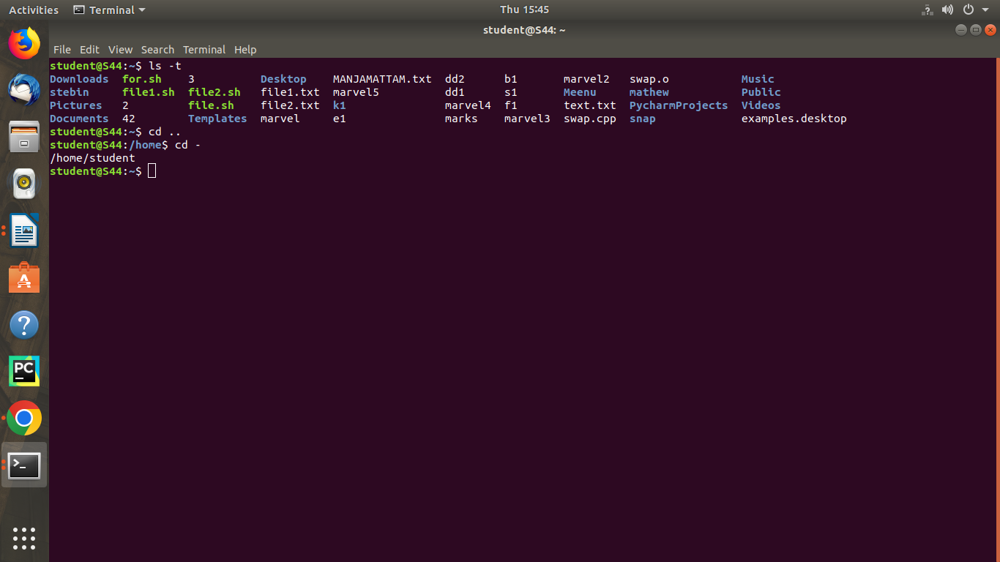 Activities Terminal Thu 15:45
student@S44: ~
File Edit View Search Terminal Help
student@S44:~$ ls -t
Downloads for.sh 3 Desktop MANJAMATTAM.txt dd2 b1 marvel2 swap.o Music
stebin file1.sh file2.sh file1.txt marvel5 dd1 s1 Meenu mathew Public
Pictures 2 file.sh file2.txt k1 marvel4 f1 text.txt PycharmProjects Videos
Documents 42 Templates marvel e1 marks marvel3 swap.cpp snap examples.desktop
student@S44:~$ cd ..
student@S44:/home$ cd -
/home/student
student@S44:~$
PC